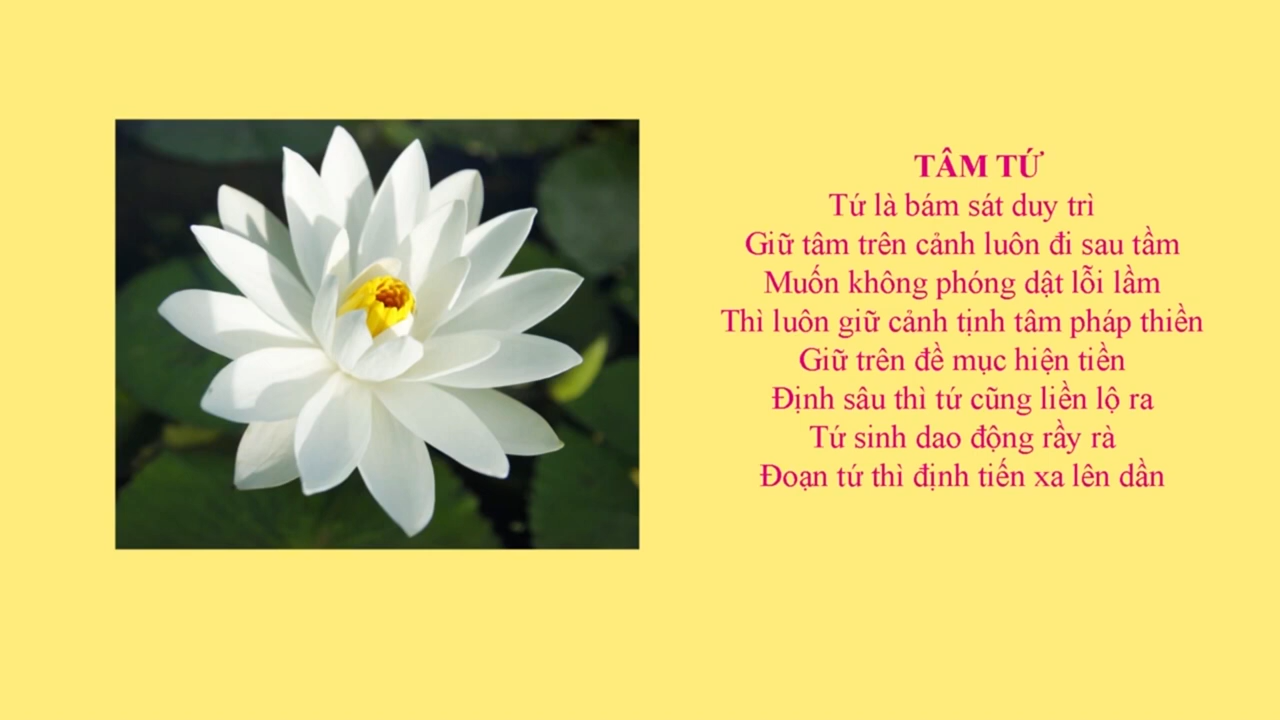 TÂM TỨ
Tứ là bám sát duy trì
Giữ tâm trên cảnh luôn đi sau tầm
Muốn không phóng dật lỗi lầm
Thì luôn giữ cảnh tịnh tâm pháp thiền
Giữ trên đề mục hiện tiền
Định sâu thì tứ cũng liền lộ ra
Tứ sinh dao động rầy rà
Đoạn tứ thì định tiến xa lên dần